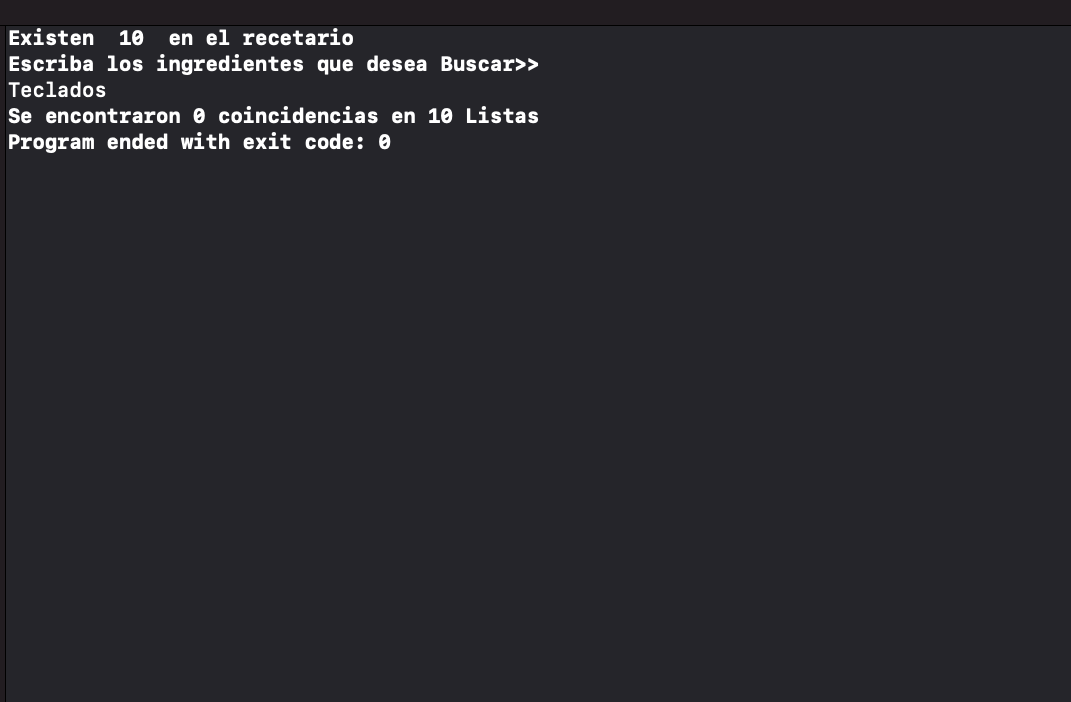 Existen  10  en el recetario
Escriba los ingredientes que desea Buscar>>
Teclados
Se encontraron 0 coincidencias en 10 Listas
Program ended with exit code: 0